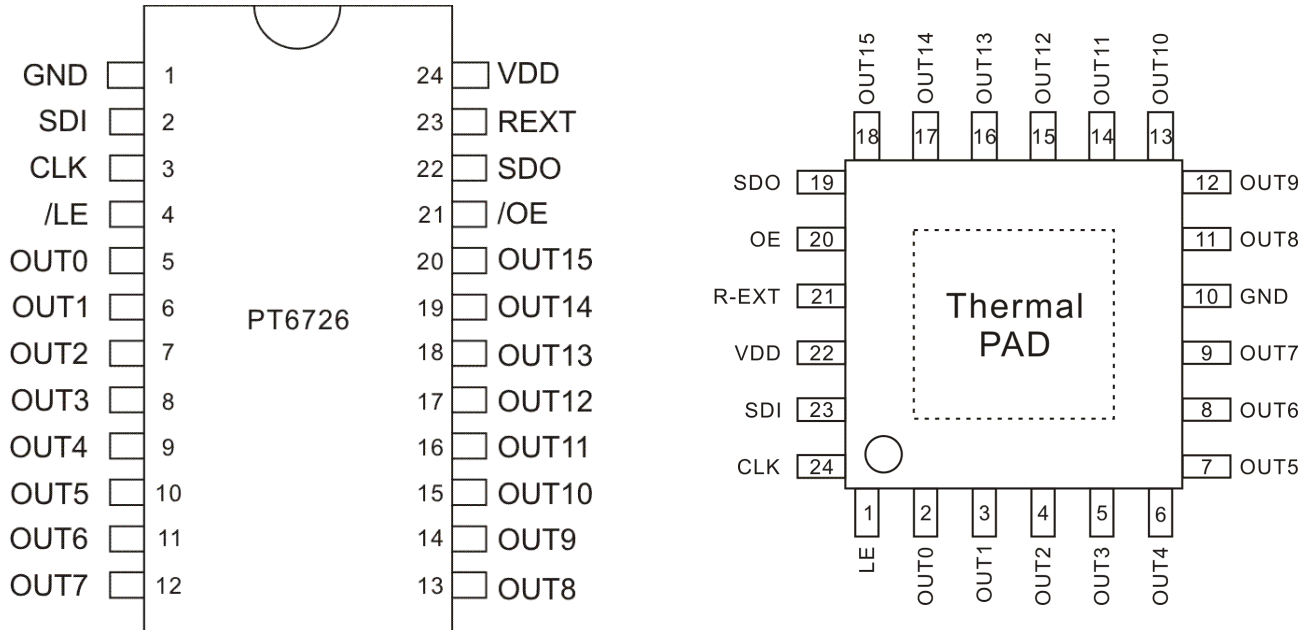 GND 1 24 VDD
SDI 2 23 REXT
CLK 3 22 SDO
/LE 4 21 /OE
OUT0 5 20 OUT15
OUT1 6 19 OUT14
PT6726
OUT2 7 18 OUT13
OUT3 8 17 OUT12
OUT4 9 16 OUT11
OUT5 10 15 OUT10
OUT6 11 14 OUT9
OUT7 12 13 OUT8
OUT15 OUT14 OUT13 OUT12 OUT11 OUT10
18 17 16 15 14 13
SDO 19 12 OUT9
OE 20 11 OUT8
R-EXT 21 10 GND
Thermal
PAD
VDD 22 9 OUT7
SDI 23 8 OUT6
CLK 24 7 OUT5
1 2 3 4 5 6
LE OUT0 OUT1 OUT2 OUT3 OUT4